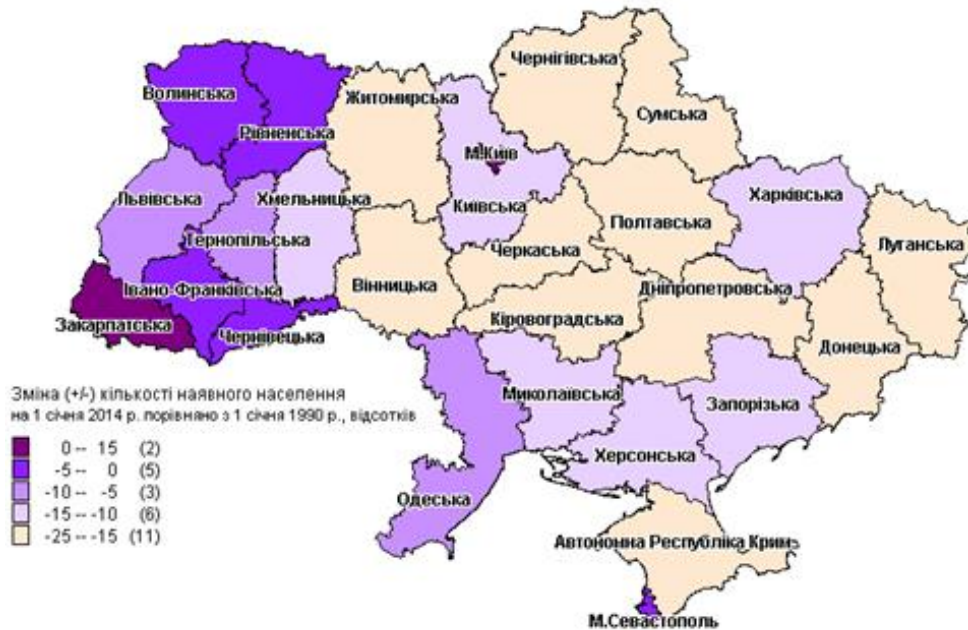 Чернігівська
Волинська
Житомирська
Сумська
Рівненська
М.Київ
Львівська
Хмельницька
Харківська
Київська
Полтавська
Тернопільська
Черкаська
Луганська
Івано-Франківська
Вінницька
Дніпропетровська
Закарпатська
Чернівецька
Кіровоградська
Донецька
Зміна (+/-) кількості наявного населення
на 1 січня 2014 р. порівняно з 1 січня 1990 р., відсотків
Миколаївська
Запорізька
0 -- 15 (2)
-5 -- 0 (5)
-10 -- -5 (3)
-15 -- -10 (6)
-25 -- -15 (11)
Херсонська
Одеська
Автономна Республіка Крим
М.Севастополь